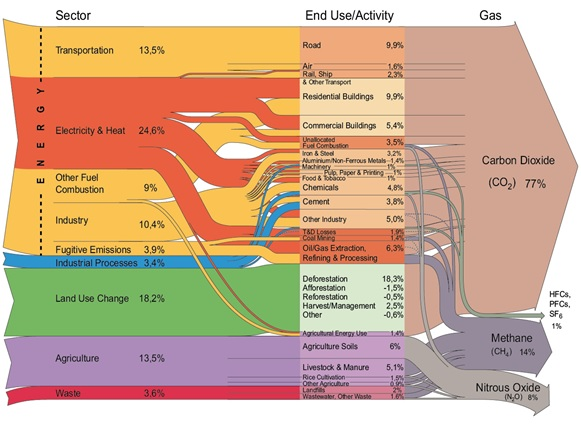 Sector
End Use/Activity
Gas
ENERGY
Transportation 13,5%
Electricity & Heat 24,6%
Other Fuel
Combustion 9%
Industry 10,4%
Fugitive Emissions 3,9%
Industrial Processes 3,4%
Land Use Change 18,2%
Agriculture 13,5%
Waste 3,6%
Road 9,9%
Air 1,6%
Rail, Ship 2,3%
& Other Transport
Residential Buildings 9,9%
Commercial Buildings 5,4%
Unallocated
Fuel Combustion 3,5%
Iron & Steel 3,2%
Aluminium/Non-Ferrous Metals 1,4%
Machinery 1%
Pulp, Paper & Printing 1%
Food & Tobacco 1%
Chemicals 4,8%
Cement 3,8%
Other Industry 5,0%
T&D Losses 1,9%
Coal Mining 1,4%
Oil/Gas Extraction, 6,3%
Refining & Processing
Deforestation 18,3%
Afforestation -1,5%
Reforestation -0,5%
Harvest/Management 2,5%
Other -0,6%
Agricultural Energy Use 1,4%
Agriculture Soils 6%
Livestock & Manure 5,1%
Rice Cultivation 1,5%
Other Agriculture 0,9%
Landfills 2%
Wastewater, Other Waste 1,6%
Carbon Dioxide
(CO2) 77%
HFCs,
PFCs,
SF6
1%
Methane
(CH4) 14%
Nitrous Oxide
(N2O) 8%